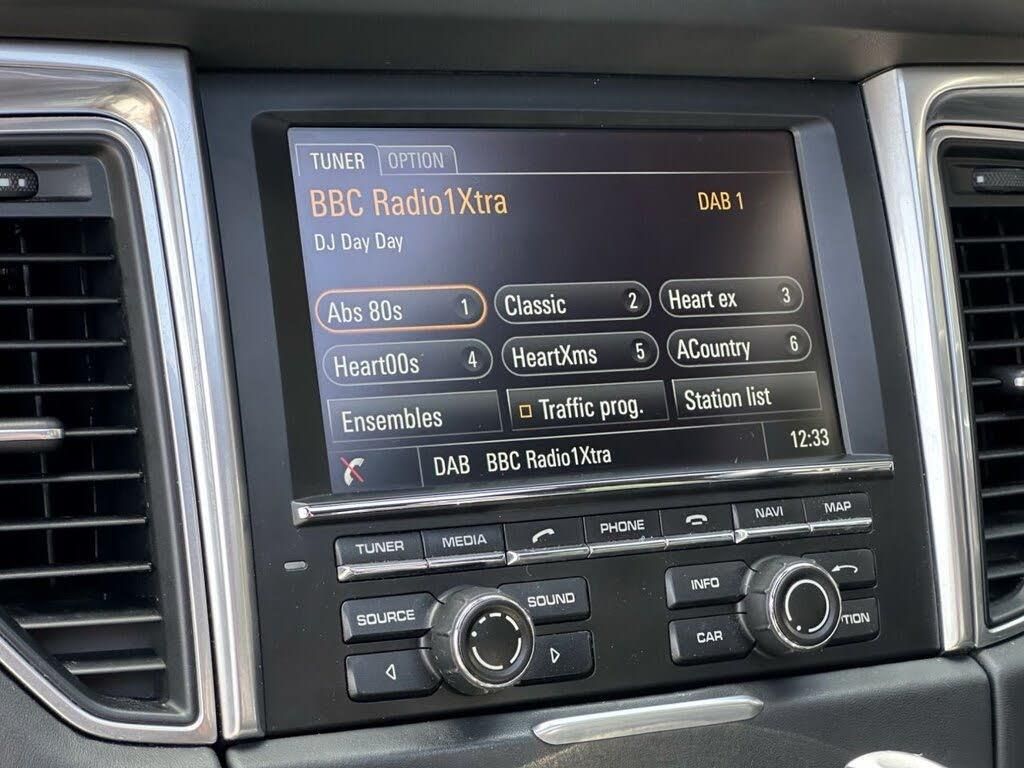 TUNER OPTION
BBC Radio1Xtra DAB 1
DJ Day Day
Abs 80s 1 Classic 2 Heart ex 3
Heart00s 4 HeartXms 5 ACountry 6
Ensembles Traffic prog. Station list
DAB BBC Radio1Xtra 12:33
TUNER MEDIA PHONE NAVI MAP
SOURCE SOUND INFO
CAR TION